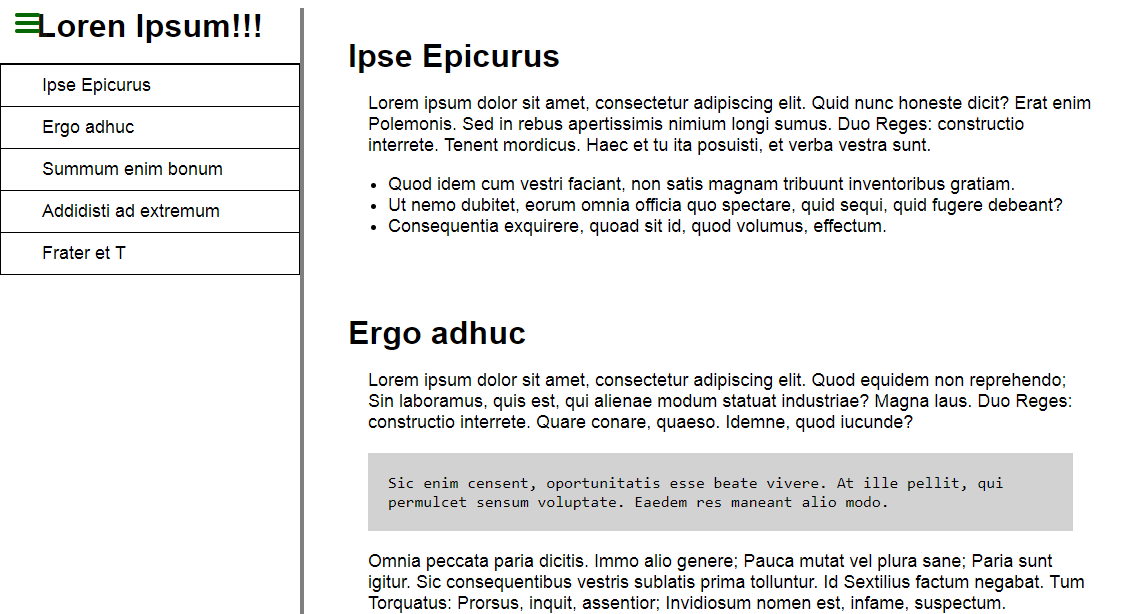 Loren Ipsum!!!
Ipse Epicurus
Ergo adhuc
Summum enim bonum
Addidisti ad extremum
Frater et T
Ipse Epicurus
Lorem ipsum dolor sit amet, consectetur adipiscing elit. Quid nunc honeste dicit? Erat enim
Polemonis. Sed in rebus apertissimis nimium longi sumus. Duo Reges: constructio
interrete. Tenent mordicus. Haec et tu ita posuisti, et verba vestra sunt.
• Quod idem cum vestri faciant, non satis magnam tribuunt inventoribus gratiam.
• Ut nemo dubitet, eorum omnia officia quo spectare, quid sequi, quid fugere debeant?
• Consequentia exquirere, quoad sit id, quod volumus, effectum.
Ergo adhuc
Lorem ipsum dolor sit amet, consectetur adipiscing elit. Quod equidem non reprehendo;
Sin laboramus, quis est, qui alienae modum statuat industriae? Magna laus. Duo Reges:
constructio interrete. Quare conare, quaeso. Idemne, quod iucunde?
Sic enim censent, oportunitatis esse beate vivere. At ille pellit, qui
permulcet sensum voluptate. Eaedem res maneant alio modo.
Omnia peccata paria dicitis. Immo alio genere; Pauca mutat vel plura sane; Paria sunt
igitur. Sic consequentibus vestris sublatis prima tolluntur. Id Sextilius factum negabat. Tum
Torquatus: Prorsus, inquit, assentior; Invidiosum nomen est, infame, suspectum.